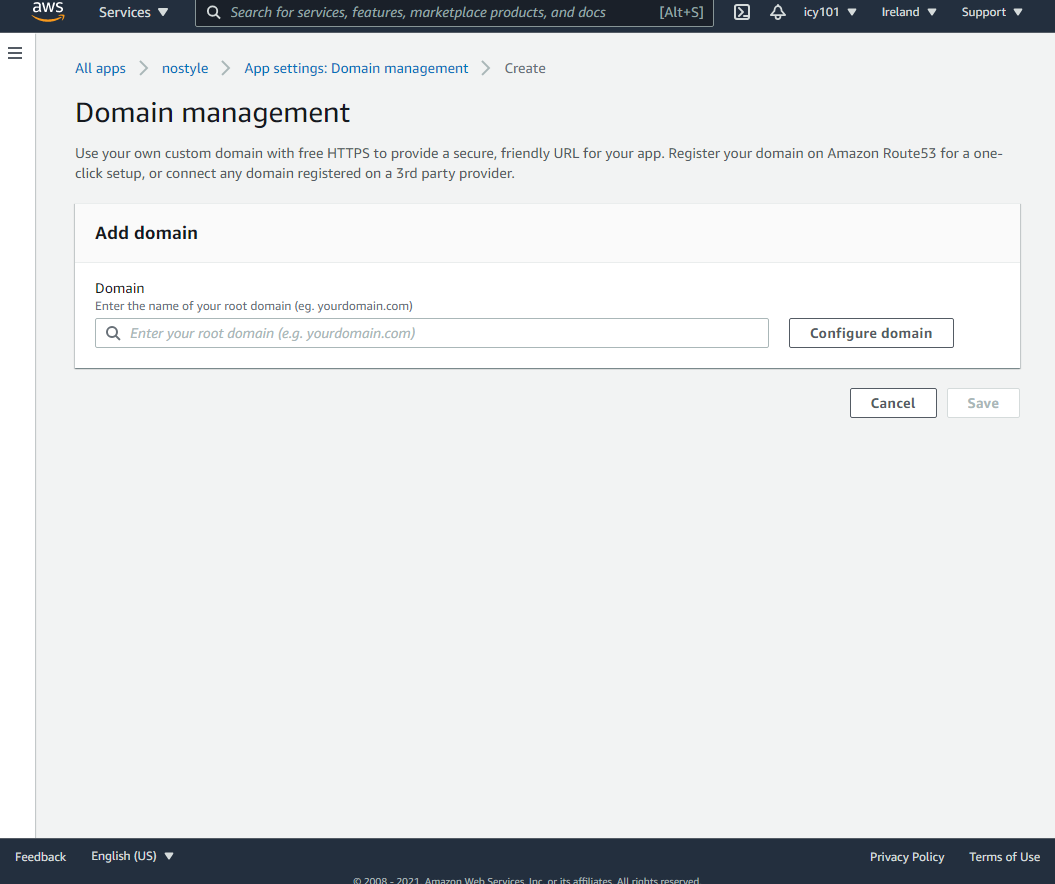 aws Services Search for services, features, marketplace products, and docs [Alt+S] icy101 Ireland Support
All apps nostyle App settings: Domain management Create
Domain management
Use your own custom domain with free HTTPS to provide a secure, friendly URL for your app. Register your domain on Amazon Route53 for a one-
click setup, or connect any domain registered on a 3rd party provider.
Add domain
Domain
Enter the name of your root domain (eg. yourdomain.com)
Enter your root domain (e.g. yourdomain.com) Configure domain
Cancel Save
Feedback English (US) Privacy Policy Terms of Use
© 2008 - 2021, Amazon Web Services, Inc. or its affiliates. All rights reserved.